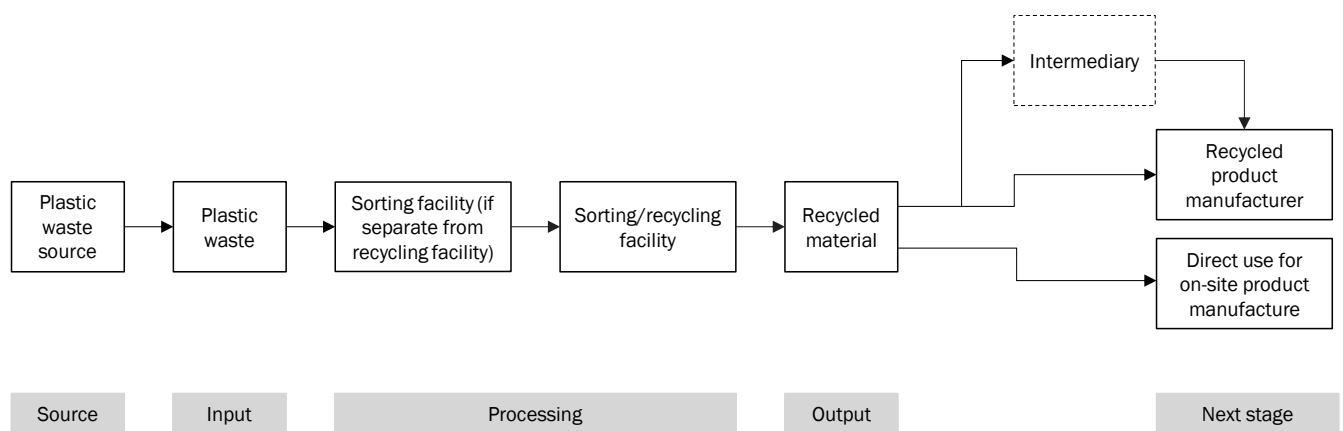 Intermediary
Plastic
waste
source
Plastic
waste
Sorting facility (if
separate from
recycling facility)
Sorting/recycling
facility
Recycled
material
Recycled
product
manufacturer
Direct use for
on-site product
manufacture
Source
Input
Processing
Output
Next stage